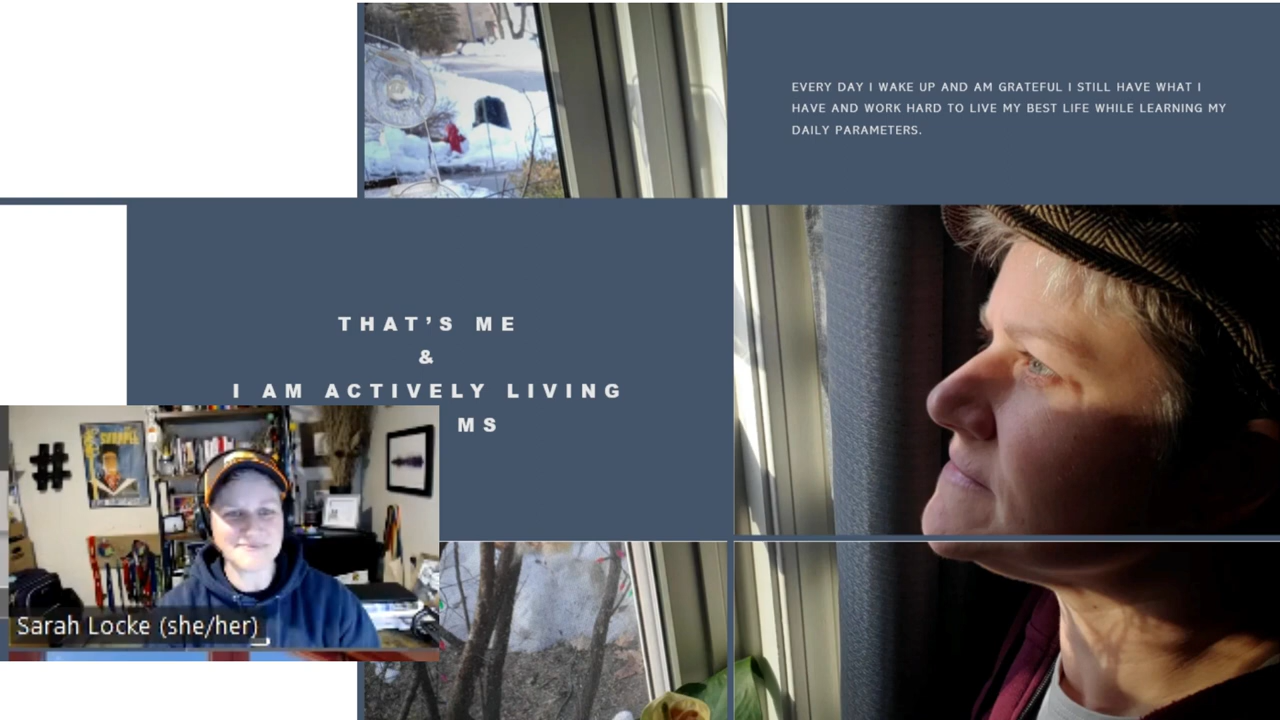 EVERY DAY I WAKE UP AND AM GRATEFUL I STILL HAVE WHAT I
HAVE AND WORK HARD TO LIVE MY BEST LIFE WHILE LEARNING MY
DAILY PARAMETERS.
THAT’S ME
&
I AM ACTIVELY LIVING
MS
#
Sarah Locke (she/her)